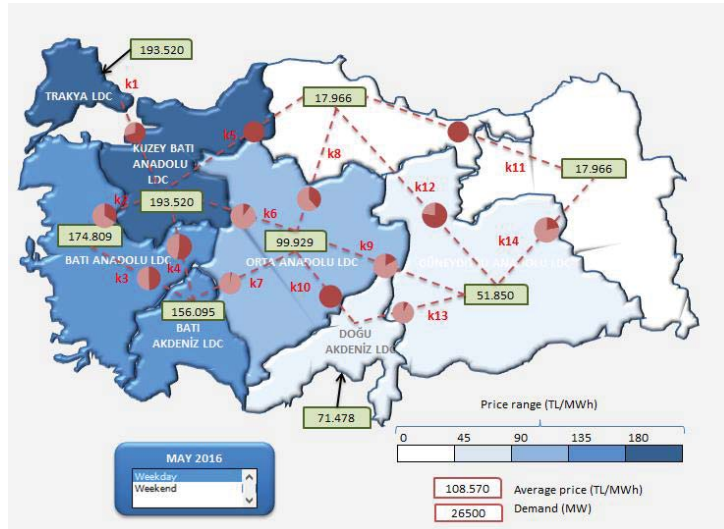 193.520
k1
TRAKYA LDC
17.966
k5
KUZEY BATI
ANADOLU
LDC
k8
k11
17.966
k2
193.520
k6
k12
174.809
99.929
k9
k14
BATI ANADOLU LDC
k4
ORTA ANADOLU LDC
GÜNEYDOĞU ANADOLU LDC
k3
k7
k10
51.850
156.095
k13
BATI
AKDENİZ LDC
DOĞU
AKDENİZ LDC
71.478
Price range (TL/MWh)
0 45 90 135 180
MAY 2016
Weekday
Weekend
108.570 Average price (TL/MWh)
26500 Demand (MW)